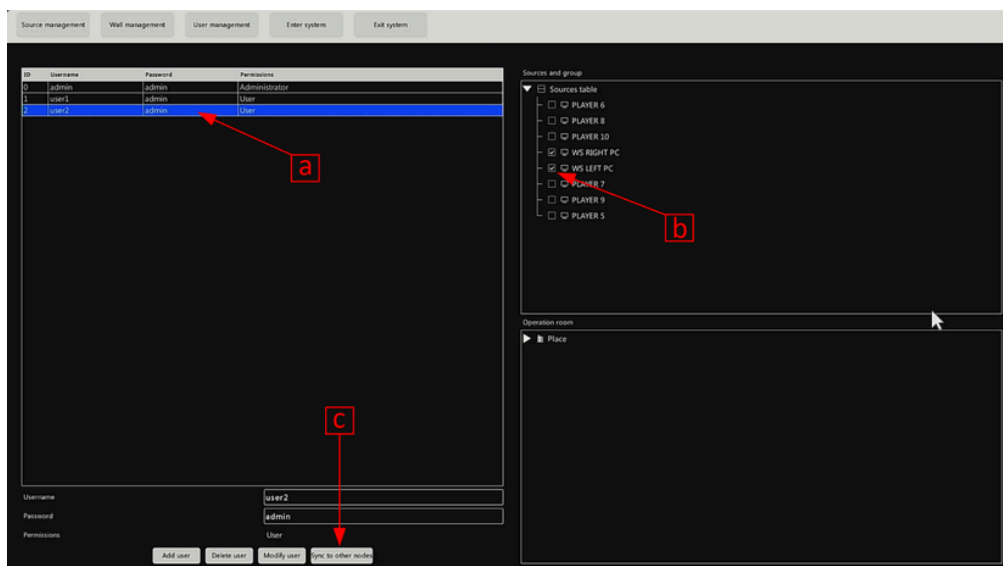 Source management Wall management User management Enter system Exit system
ID Username Password Permissions
0 admin admin Administrator
1 user1 admin User
2 user2 admin User
a
c
Username user2
Password admin
Permissions User
Add user Delete user Modify user Sync to other nodes
Sources and group
Sources table
PLAYER 6
PLAYER 8
PLAYER 10
WS RIGHT PC
WS LEFT PC
PLAYER 7
PLAYER 9
PLAYER 5
b
Operation room
Place